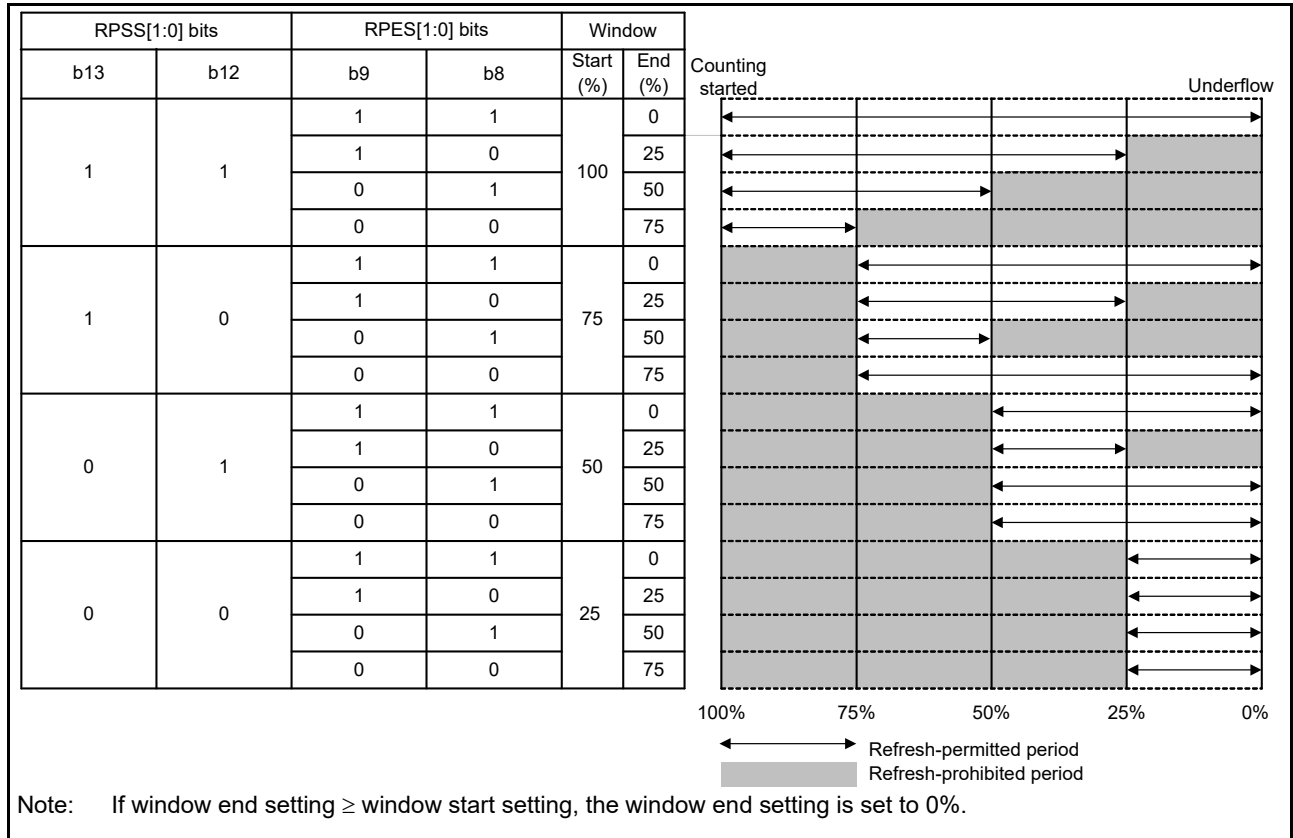 RPSS[1:0] bits RPES[1:0] bits Window
b13 b12 b9 b8 Start (%) End (%)
Counting started Underflow
1 1 0
1 0 25
1 1 100
0 1 50
0 0 75
1 1 0
1 0 25
1 0 75
0 1 50
0 0 75
1 1 0
1 0 25
0 1 50
0 1 50
0 0 75
1 1 0
1 0 25
0 0 25
0 1 50
0 0 75
100% 75% 50% 25% 0%
Refresh-permitted period
Refresh-prohibited period
Note: If window end setting ≥ window start setting, the window end setting is set to 0%.